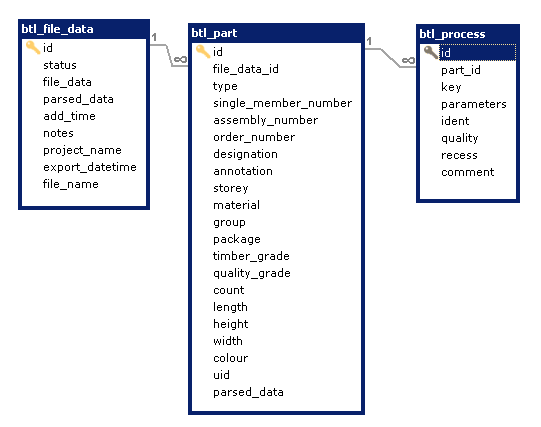 btl_file_data
id
status
file_data
parsed_data
add_time
notes
project_name
export_datetime
file_name
1
∞
btl_part
id
file_data_id
type
single_member_number
assembly_number
order_number
designation
annotation
storey
material
group
package
timber_grade
quality_grade
count
length
height
width
colour
uid
parsed_data
1
∞
btl_process
id
part_id
key
parameters
ident
quality
recess
comment